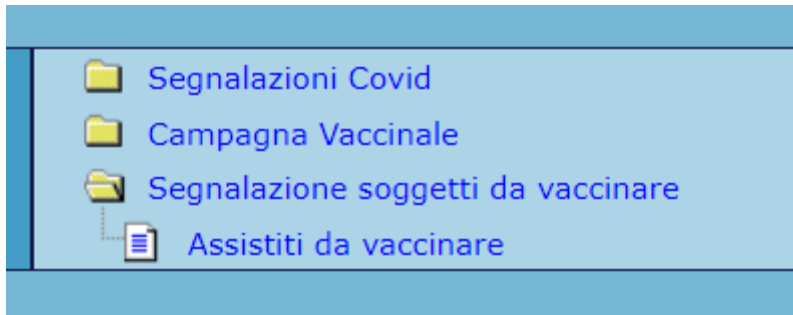 Segnalazioni Covid
Campagna Vaccinale
Segnalazione soggetti da vaccinare
Assistiti da vaccinare